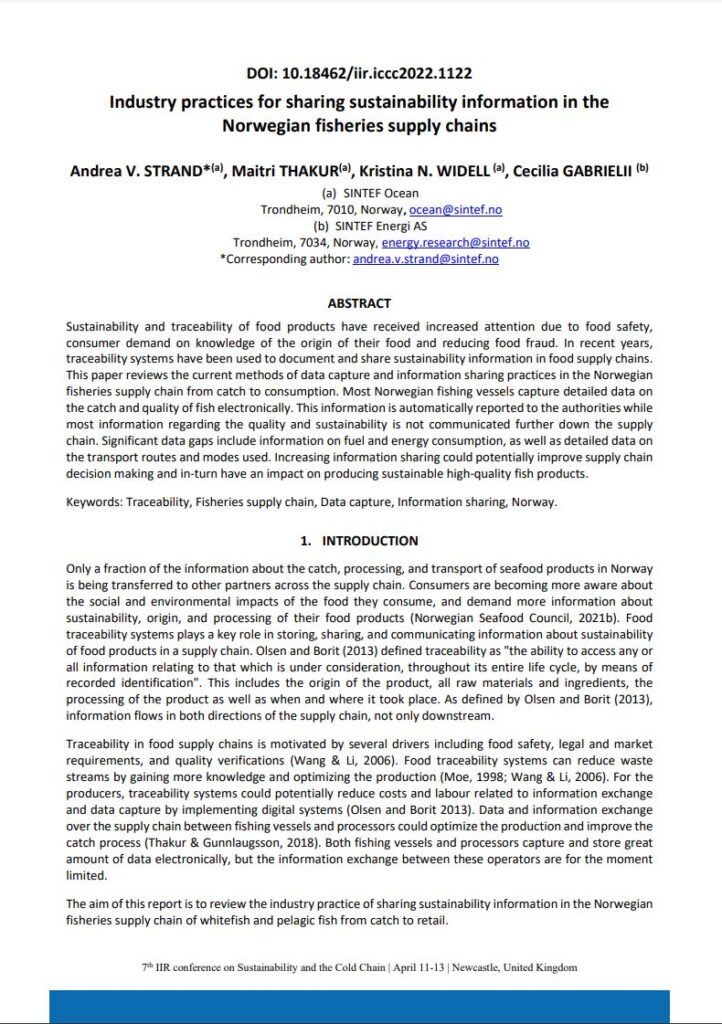 DOI: 10.18462/iir.iccc2022.1122
Industry practices for sharing sustainability information in the
Norwegian fisheries supply chains
Andrea V. STRAND*(a), Maitri THAKUR(a), Kristina N. WIDELL (a), Cecilia GABRIELII (b)
(a) SINTEF Ocean
Trondheim, 7010, Norway, ocean@sintef.no
(b) SINTEF Energi AS
Trondheim, 7034, Norway, energy.research@sintef.no
*Corresponding author: andrea.v.strand@sintef.no
ABSTRACT
Sustainability and traceability of food products have received increased attention due to food safety,
consumer demand on knowledge of the origin of their food and reducing food fraud. In recent years,
traceability systems have been used to document and share sustainability information in food supply chains.
This paper reviews the current methods of data capture and information sharing practices in the Norwegian
fisheries supply chain from catch to consumption. Most Norwegian fishing vessels capture detailed data on
the catch and quality of fish electronically. This information is automatically reported to the authorities while
most information regarding the quality and sustainability is not communicated further down the supply
chain. Significant data gaps include information on fuel and energy consumption, as well as detailed data on
the transport routes and modes used. Increasing information sharing could potentially improve supply chain
decision making and in-turn have an impact on producing sustainable high-quality fish products.
Keywords: Traceability, Fisheries supply chain, Data capture, Information sharing, Norway.
1. INTRODUCTION
Only a fraction of the information about the catch, processing, and transport of seafood products in Norway
is being transferred to other partners across the supply chain. Consumers are becoming more aware about
the social and environmental impacts of the food they consume, and demand more information about
sustainability, origin, and processing of their food products (Norwegian Seafood Council, 2021b). Food
traceability systems plays a key role in storing, sharing, and communicating information about sustainability
of food products in a supply chain. Olsen and Borit (2013) defined traceability as "the ability to access any or
all information relating to that which is under consideration, throughout its entire life cycle, by means of
recorded identification”. This includes the origin of the product, all raw materials and ingredients, the
processing of the product as well as when and where it took place. As defined by Olsen and Borit (2013),
information flows in both directions of the supply chain, not only downstream.
Traceability in food supply chains is motivated by several drivers including food safety, legal and market
requirements, and quality verifications (Wang & Li, 2006). Food traceability systems can reduce waste
streams by gaining more knowledge and optimizing the production (Moe, 1998; Wang & Li, 2006). For the
producers, traceability systems could potentially reduce costs and labour related to information exchange
and data capture by implementing digital systems (Olsen and Borit 2013). Data and information exchange
over the supply chain between fishing vessels and processors could optimize the production and improve the
catch process (Thakur & Gunnlaugsson, 2018). Both fishing vessels and processors capture and store great
amount of data electronically, but the information exchange between these operators are for the moment
limited.
The aim of this report is to review the industry practice of sharing sustainability information in the Norwegian
fisheries supply chain of whitefish and pelagic fish from catch to retail.
7th IIR conference on Sustainability and the Cold Chain | April 11-13 | Newcastle, United Kingdom